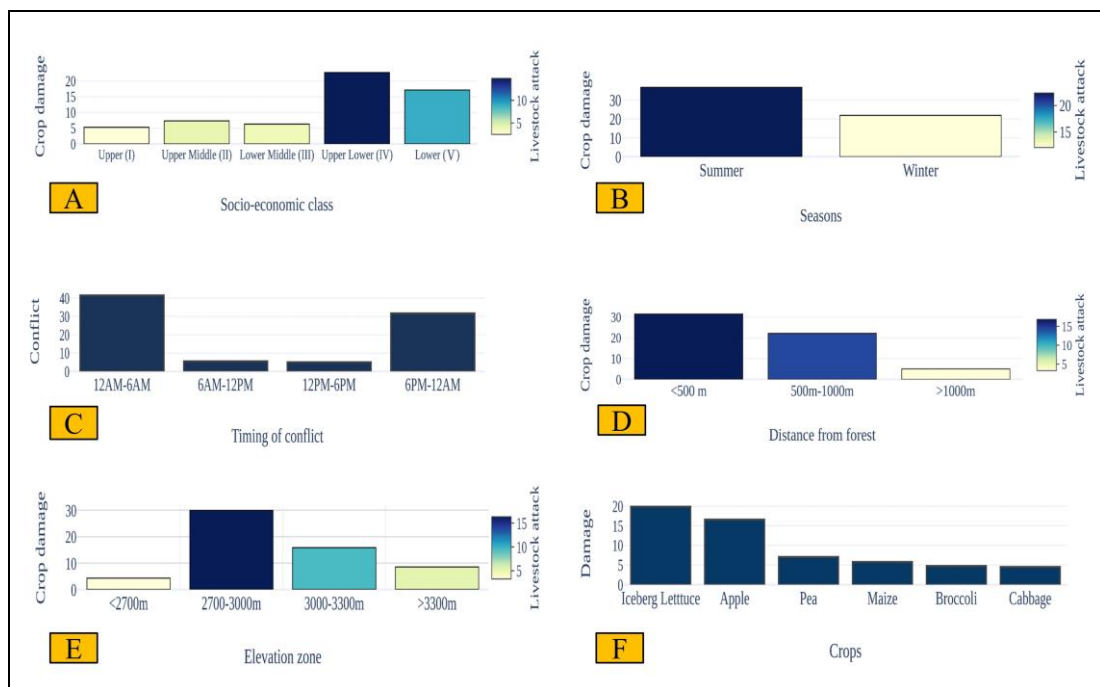 Crop damage
20
15
10
5
0
Upper (I) Upper Middle (II) Lower Middle (III) Upper Lower (IV) Lower (V)
Socio-economic class
10
5
Livestock attack
A
Crop damage
30
20
10
0
Summer Winter
Seasons
20
15
Livestock attack
B
Conflict
40
30
20
10
0
12AM-6AM 6AM-12PM 12PM-6PM 6PM-12AM
Timing of conflict
C
Crop damage
30
20
10
0
<500 m 500m-1000m >1000m
Distance from forest
15
10
5
Livestock attack
D
Crop damage
30
20
10
0
<2700m 2700-3000m 3000-3300m >3300m
Elevation zone
15
10
5
Livestock attack
E
Damage
20
15
10
5
0
Iceberg Letttuce Apple Pea Maize Broccoli Cabbage
Crops
F